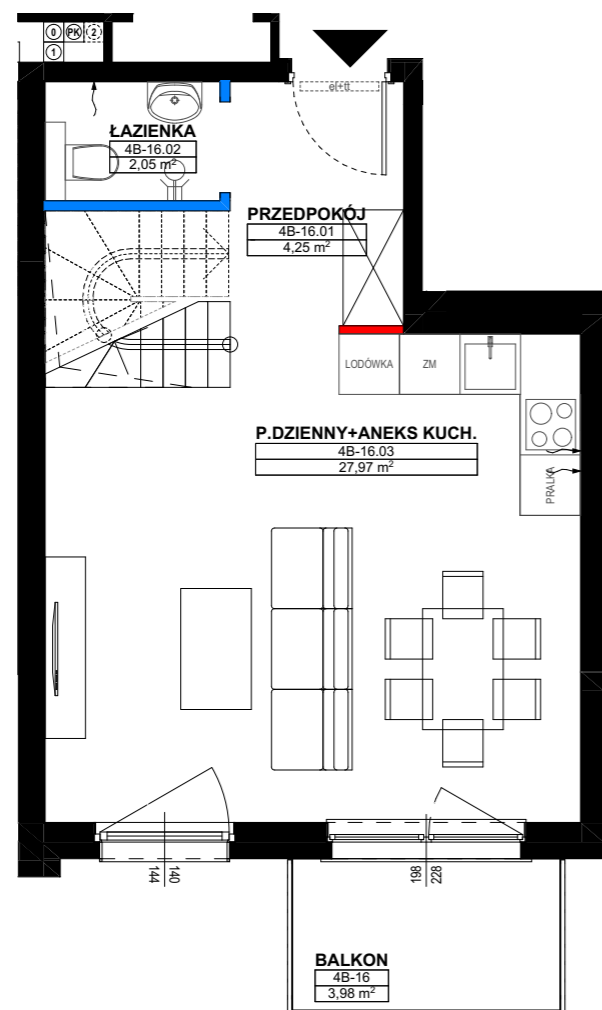 0 PK 2
1
el+tt
ŁAZIENKA
4B-16.02
2,05 m²
PRZEDPOKÓJ
4B-16.01
4,25 m²
LODÓWKA
ZM
P.DZIENNY+ANEKS KUCH.
4B-16.03
27,97 m²
PRALKA
144
140
198
228
BALKON
4B-16
3,98 m²